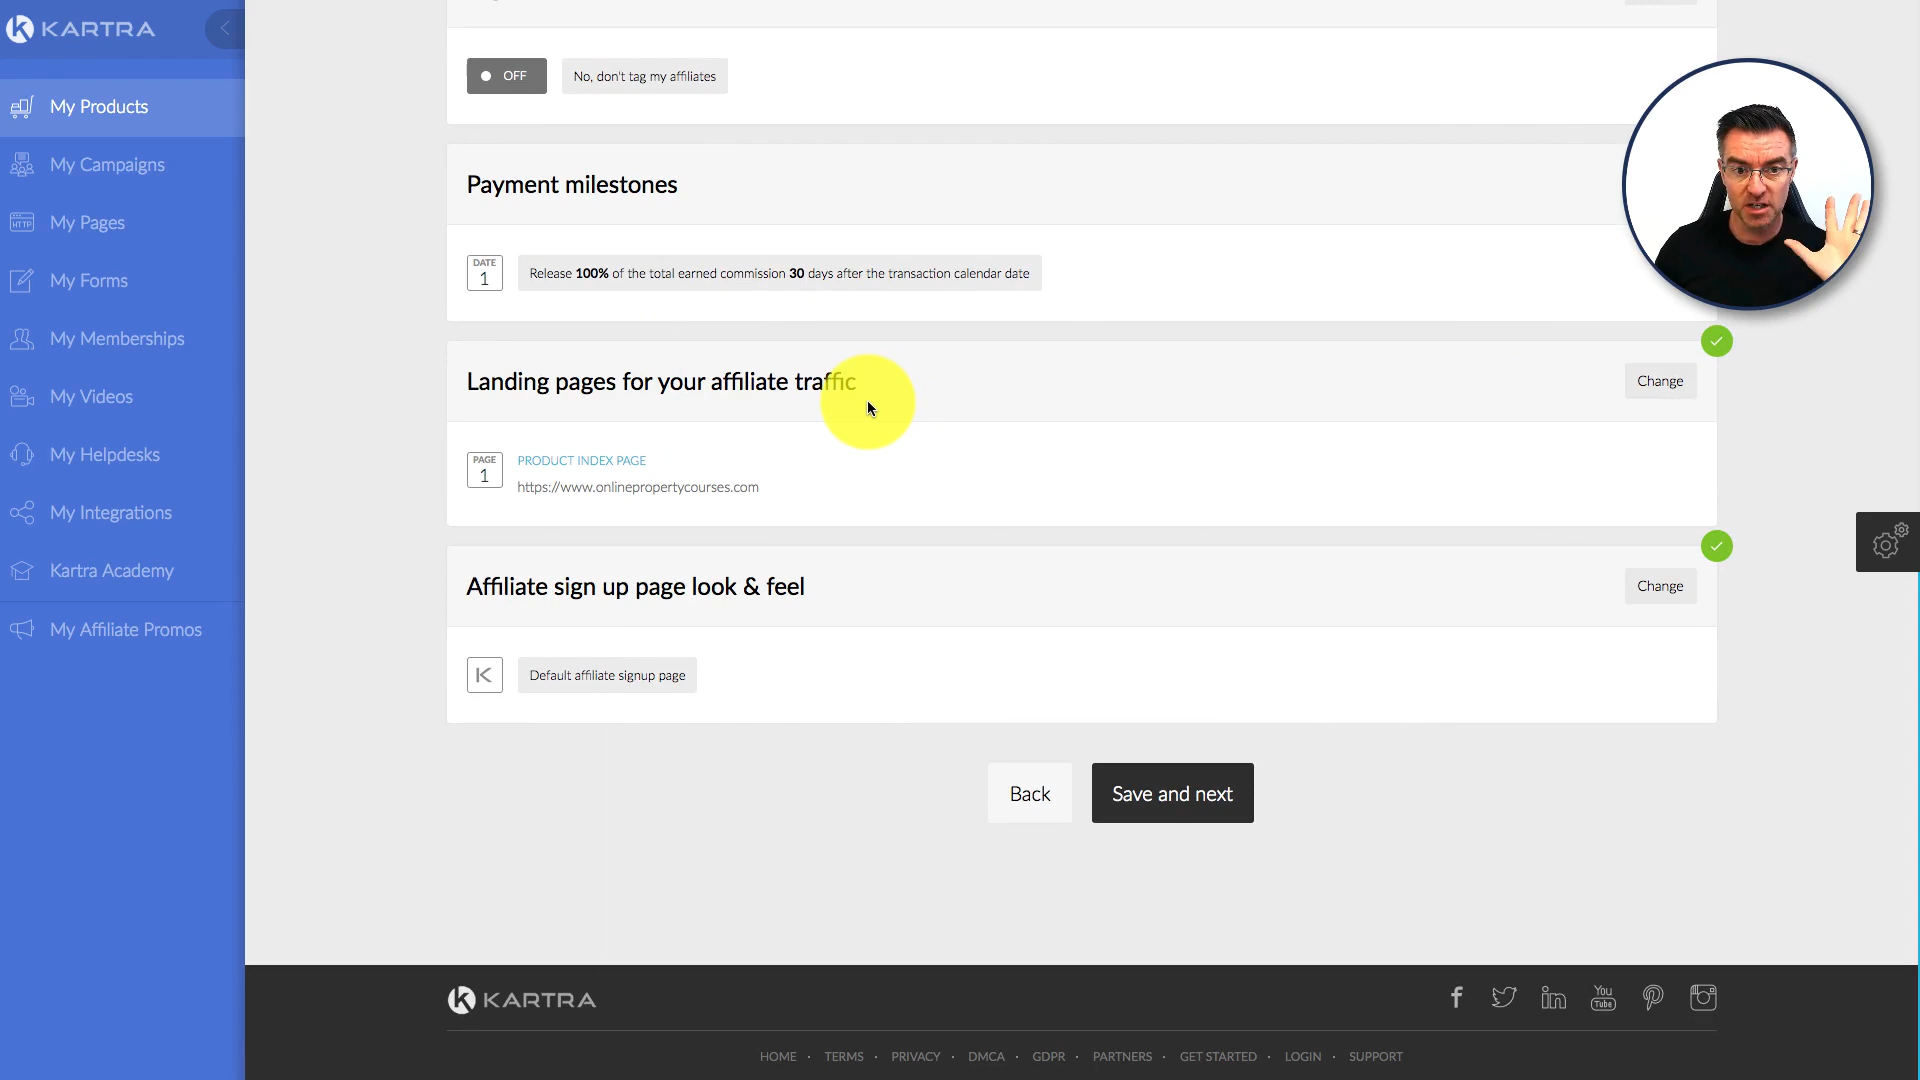 KARTRA
My Products
My Campaigns
My Pages
My Forms
My Memberships
My Videos
My Helpdesks
My Integrations
Kartra Academy
My Affiliate Promos
OFF
No, don't tag my affiliates
Payment milestones
DATE
1
Release 100% of the total earned commission 30 days after the transaction calendar date
Landing pages for your affiliate traffic
Change
PAGE
1
PRODUCT INDEX PAGE
https://www.onlinepropertycourses.com
Affiliate sign up page look & feel
Change
Default affiliate signup page
Back
Save and next
KARTRA
You
Tube
HOME · TERMS · PRIVACY · DMCA · GDPR · PARTNERS · GET STARTED · LOGIN · SUPPORT